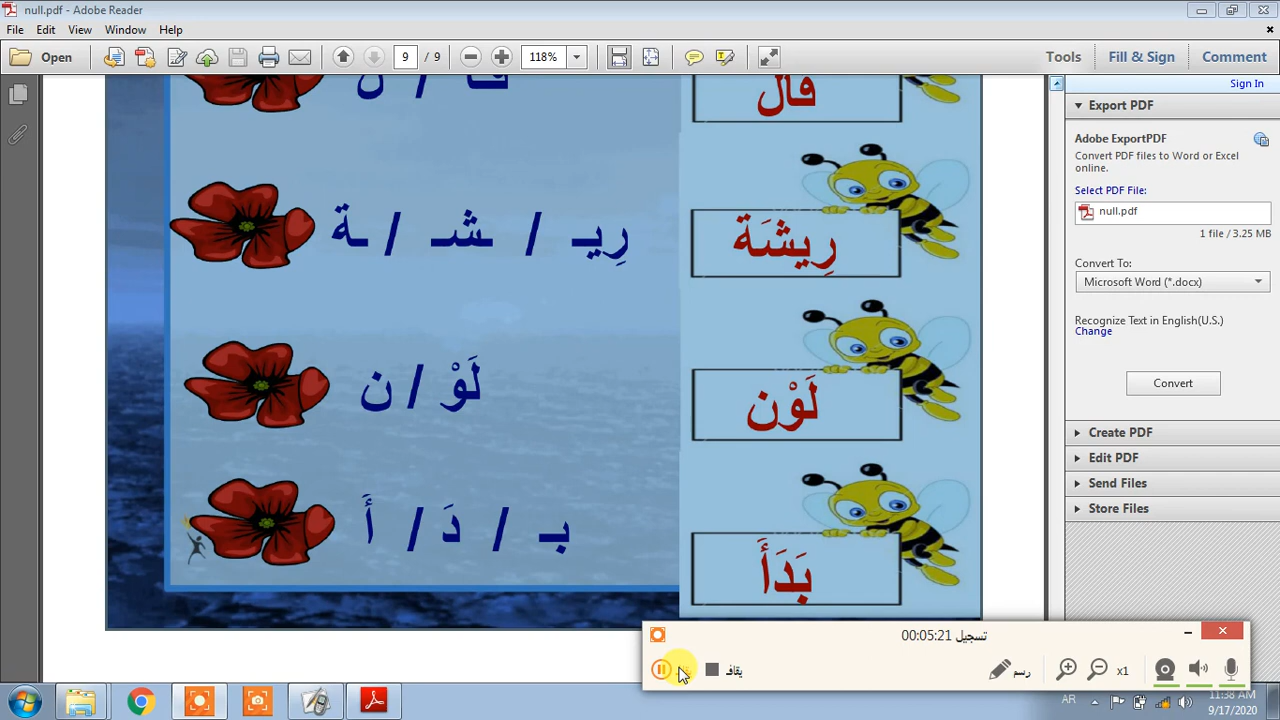 null.pdf - Adobe Reader
File Edit View Window Help
Open 9 / 9 118% Tools Fill & Sign Comment
Sign In
Export PDF
Adobe ExportPDF
Convert PDF files to Word or Excel online.
Select PDF File:
null.pdf
1 file / 3.25 MB
Convert To:
Microsoft Word (*.docx)
Recognize Text in English(U.S.)
Change
Convert
Create PDF
Edit PDF
Send Files
Store Files
قال
رِيشَة
رِيـ / ـشـ / ـة
لَوْن
لَوْ / ن
بَدَأَ
بـ / دَ / أَ
تسجيل 00:05:21
يقاف
رسم
x1
AR
11:38 AM
9/17/2020